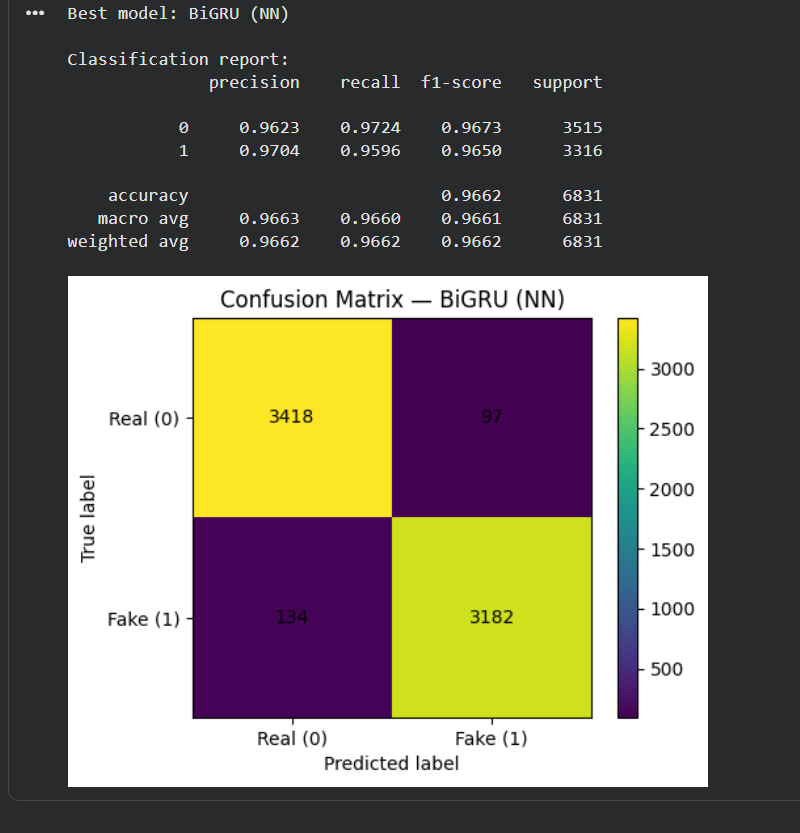 ••• Best model: BiGRU (NN)
Classification report:
precision recall f1-score support
0 0.9623 0.9724 0.9673 3515
1 0.9704 0.9596 0.9650 3316
accuracy 0.9662 6831
macro avg 0.9663 0.9660 0.9661 6831
weighted avg 0.9662 0.9662 0.9662 6831
Confusion Matrix — BiGRU (NN)
Real (0) 3418 97
Fake (1) 134 3182
True label
Real (0) Fake (1)
Predicted label
3000
2500
2000
1500
1000
500